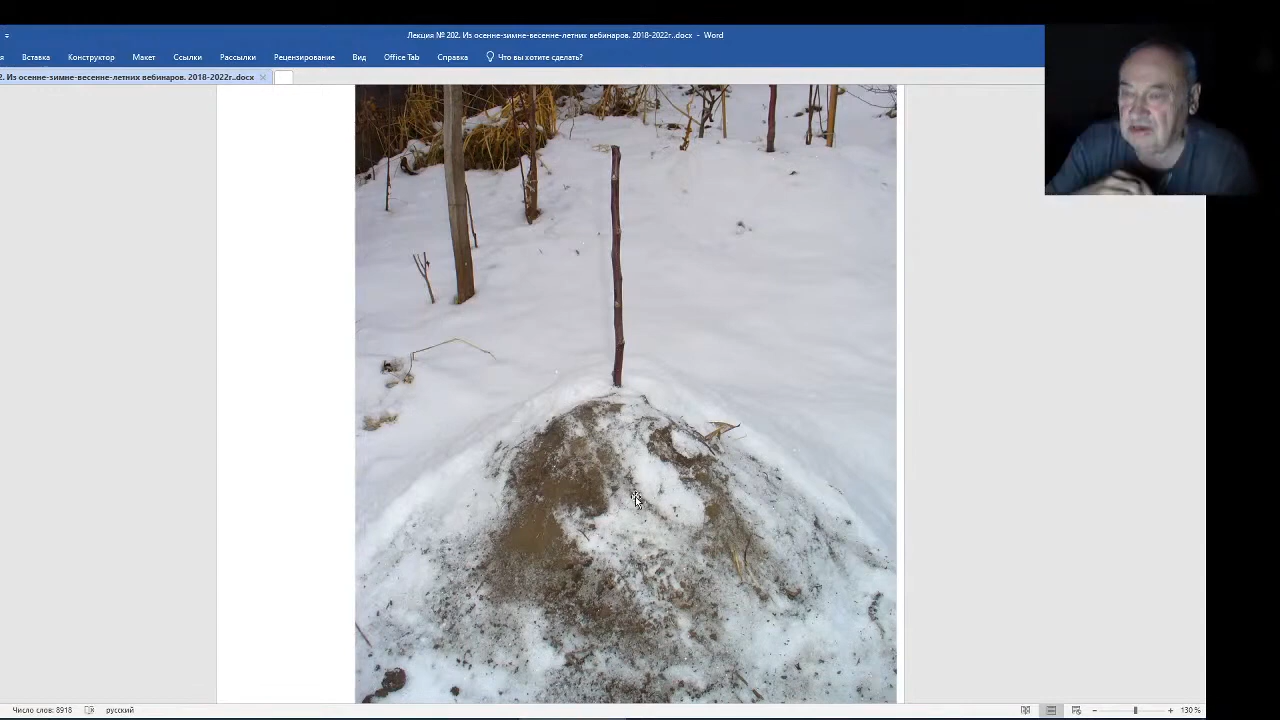 Лекция № 202. Из осенне-зимне-весенне-летних вебинаров. 2018-2022г..docx - Word
я Вставка Конструктор Макет Ссылки Рассылки Рецензирование Вид Office Tab Справка Что вы хотите сделать?
2. Из осенне-зимне-весенне-летних вебинаров. 2018-2022г..docx
Число слов: 8918 русский 130 %